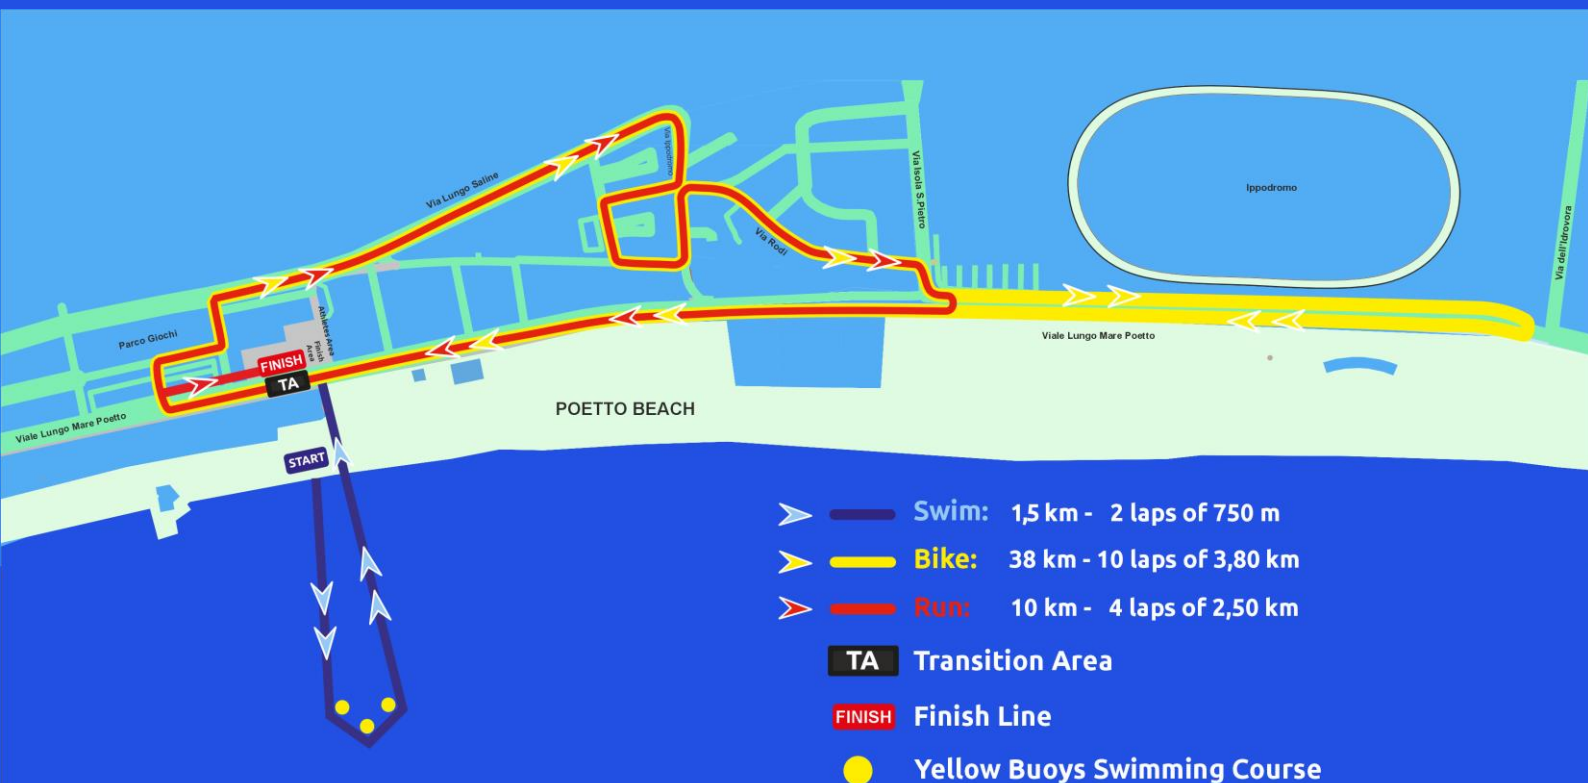 Via Ippodromo
Via Lungo Saline
Via Isola S.Pietro
Ippodromo
Via dell'Idrovora
Via Rodi
Parco Giochi
Athletes Area
Finish
Area
FINISH
TA
Viale Lungo Mare Poetto
Viale Lungo Mare Poetto
POETTO BEACH
START
Swim: 1,5 km - 2 laps of 750 m
Bike: 38 km - 10 laps of 3,80 km
Run: 10 km - 4 laps of 2,50 km
TA Transition Area
FINISH Finish Line
Yellow Buoys Swimming Course